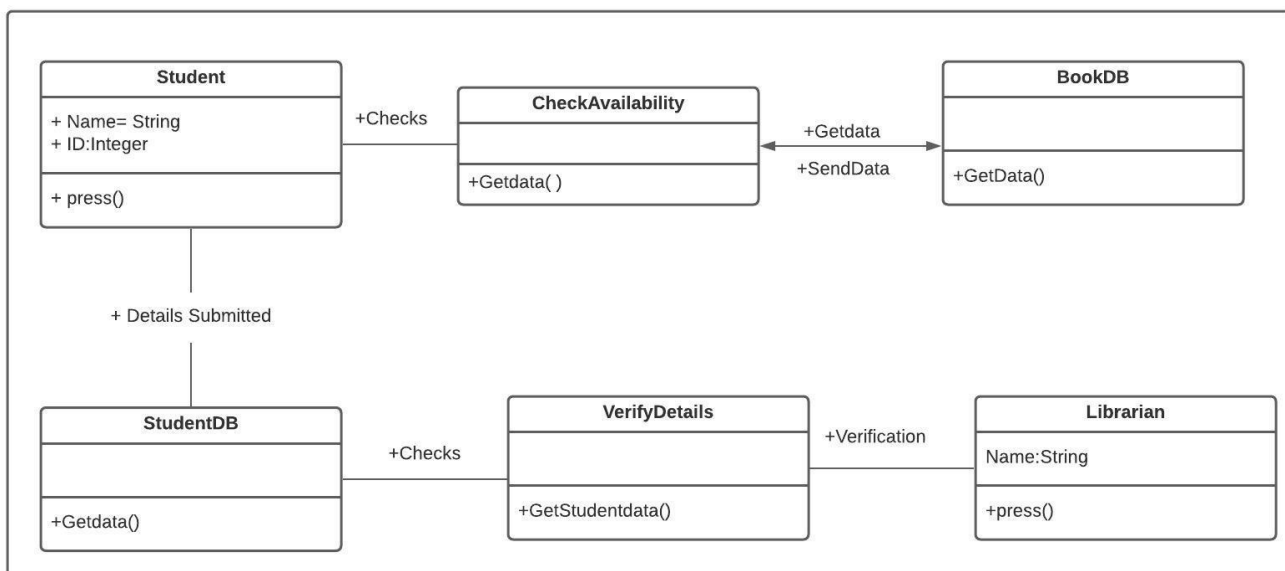 Student
+ Name= String
+ ID:Integer
+ press()
+Checks
CheckAvailability
+Getdata( )
+Getdata
+SendData
BookDB
+GetData()
+ Details Submitted
StudentDB
+Getdata()
+Checks
VerifyDetails
+GetStudentdata()
+Verification
Librarian
Name:String
+press()